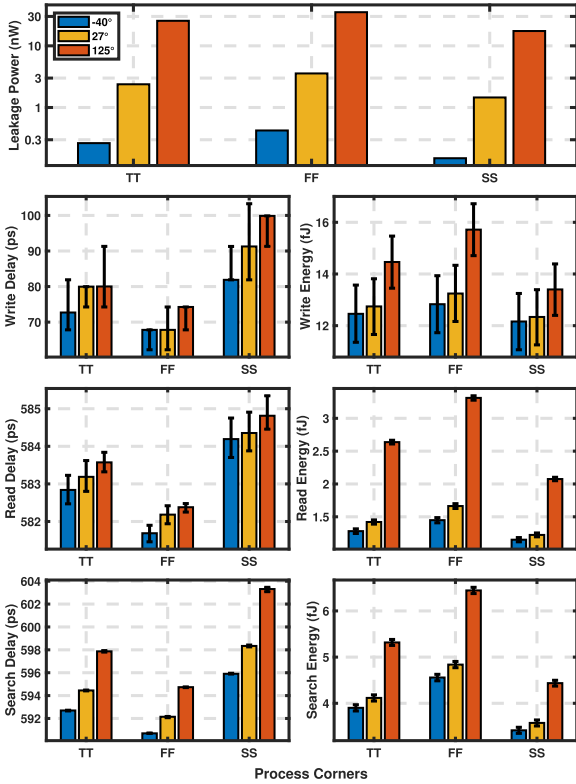 Leakage Power (nW)
30
10
3
1
0.3
-40°
27°
125°
TT FF SS
Write Delay (ps)
100
90
80
70
TT FF SS
Write Energy (fJ)
16
14
12
TT FF SS
Read Delay (ps)
585
584
583
582
TT FF SS
Read Energy (fJ)
3
2.5
2
1.5
TT FF SS
Search Delay (ps)
604
602
600
598
596
594
592
590
TT FF SS
Search Energy (fJ)
6
5
4
TT FF SS
Process Corners